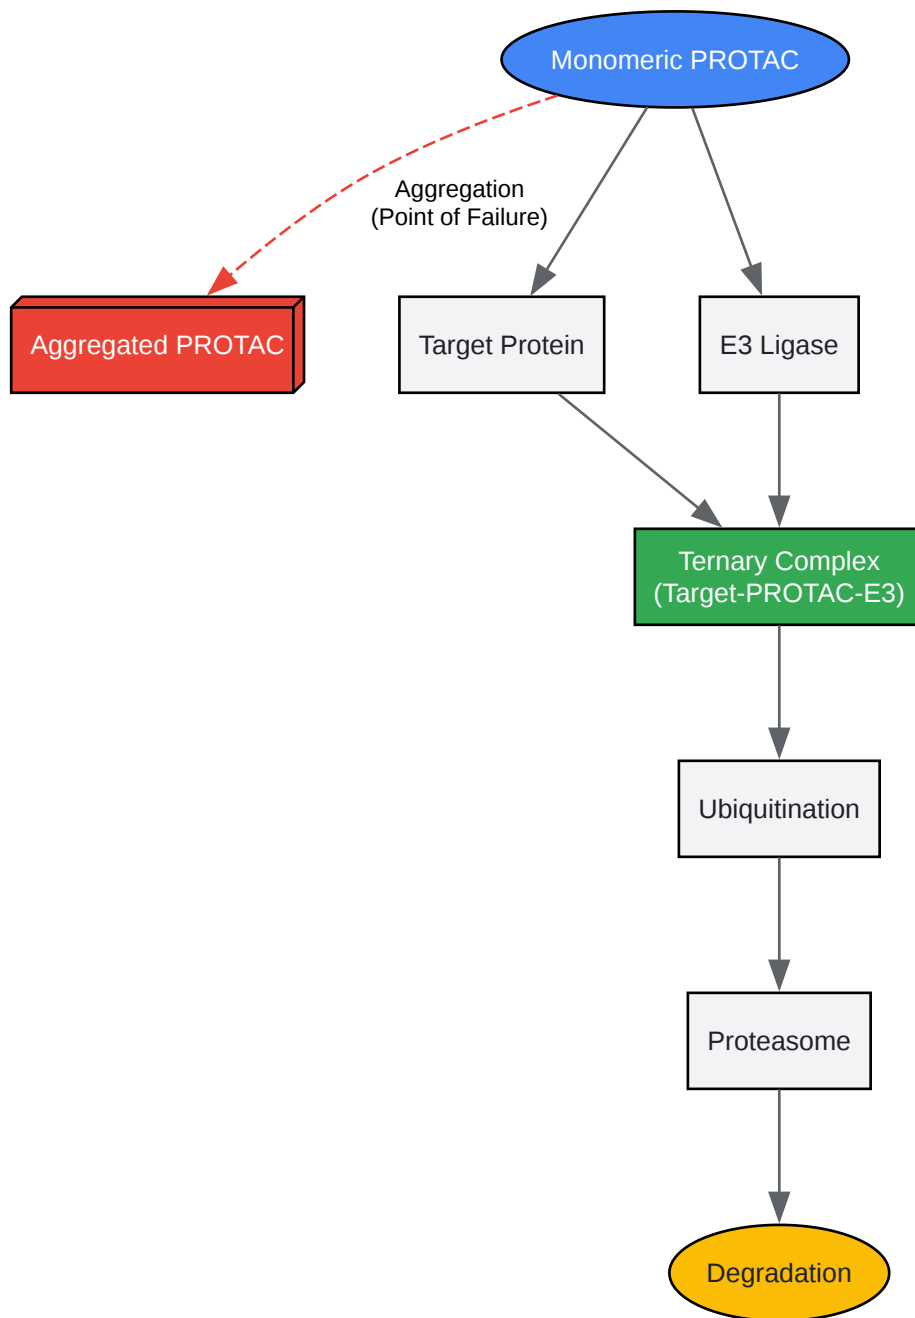 Monomeric PROTAC
Aggregation
(Point of Failure)
Aggregated PROTAC
Target Protein
E3 Ligase
Ternary Complex
(Target-PROTAC-E3)
Ubiquitination
Proteasome
Degradation